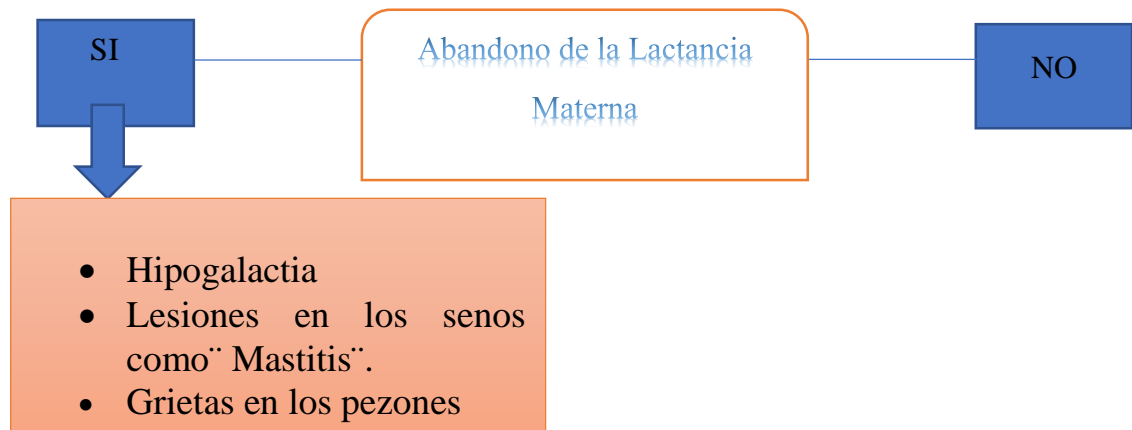 SI
Abandono de la Lactancia
Materna
NO
• Hipogalactia
• Lesiones en los senos
como¨ Mastitis¨.
• Grietas en los pezones